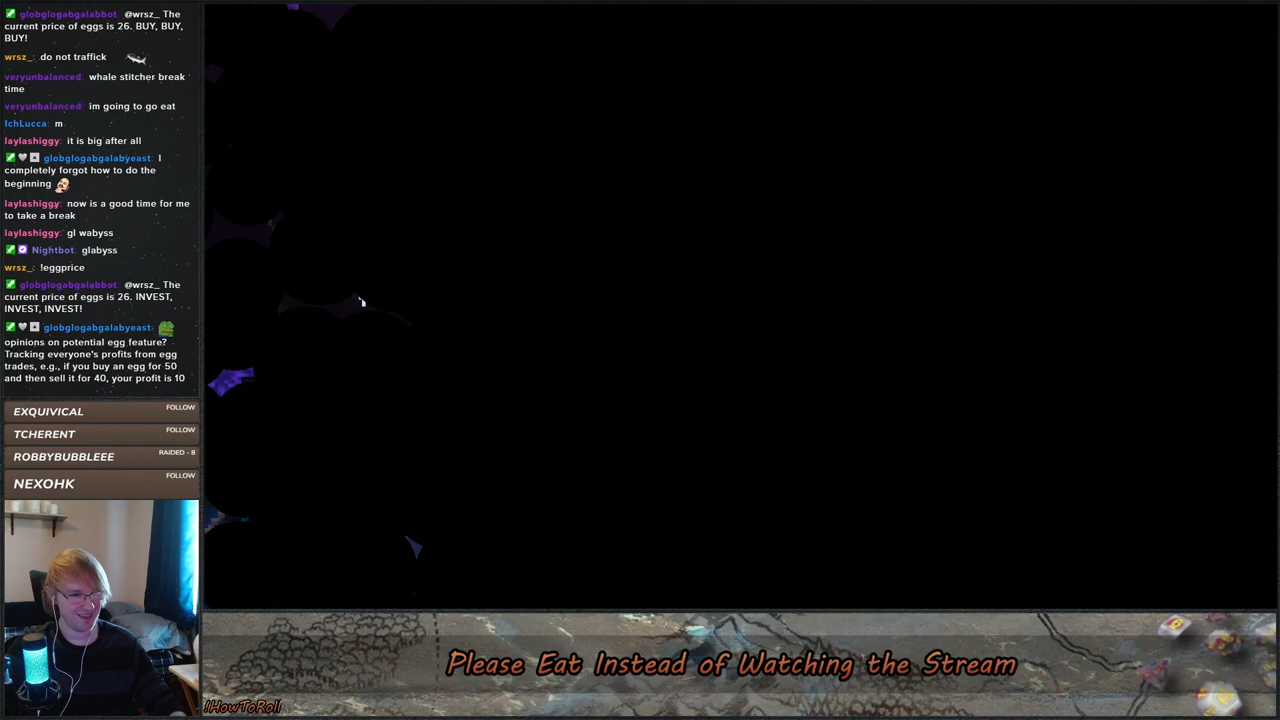 globglogabgalabbot: @wrsz_ The
current price of eggs is 26. BUY, BUY,
BUY!
wrsz_: do not traffick
veryunbalanced: whale stitcher break
time
veryunbalanced: im going to go eat
IchLucca: m
laylashiggy: it is big after all
globglogabgalabyeast: I
completely forgot how to do the
beginning
laylashiggy: now is a good time for me
to take a break
laylashiggy: gl wabyss
Nightbot: glabyss
wrsz_: !eggprice
globglogabgalabbot: @wrsz_ The
current price of eggs is 26. INVEST,
INVEST, INVEST!
globglogabgalabyeast:
opinions on potential egg feature?
Tracking everyone's profits from egg
trades, e.g., if you buy an egg for 50
and then sell it for 40, your profit is 10
EXQUIVICAL FOLLOW
TCHERENT FOLLOW
ROBBYBUBBLEEE RAIDED - 8
NEXOHK FOLLOW
Please Eat Instead of Watching the Stream
!HowToRoll